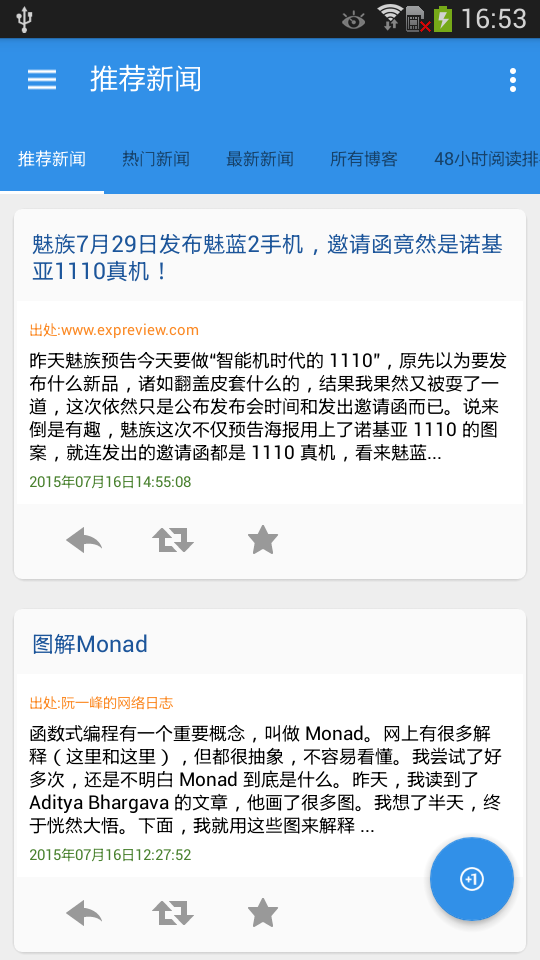 16:53
推荐新闻
推荐新闻 热门新闻 最新新闻 所有博客 48小时阅读排
魅族7月29日发布魅蓝2手机，邀请函竟然是诺基
亚1110真机！
出处:www.expreview.com
昨天魅族预告今天要做“智能机时代的 1110”，原先以为要发
布什么新品，诸如翻盖皮套什么的，结果我果然又被耍了一
道，这次依然只是公布发布会时间和发出邀请函而已。说来
倒是有趣，魅族这次不仅预告海报用上了诺基亚 1110 的图
案，就连发出的邀请函都是 1110 真机，看来魅蓝...
2015年07月16日14:55:08
图解Monad
出处:阮一峰的网络日志
函数式编程有一个重要概念，叫做 Monad。网上有很多解
释（这里和这里），但都很抽象，不容易看懂。我尝试了好
多次，还是不明白 Monad 到底是什么。昨天，我读到了
Aditya Bhargava 的文章，他画了很多图。我想了半天，终
于恍然大悟。下面，我就用这些图来解释 ...
2015年07月16日12:27:52
+1